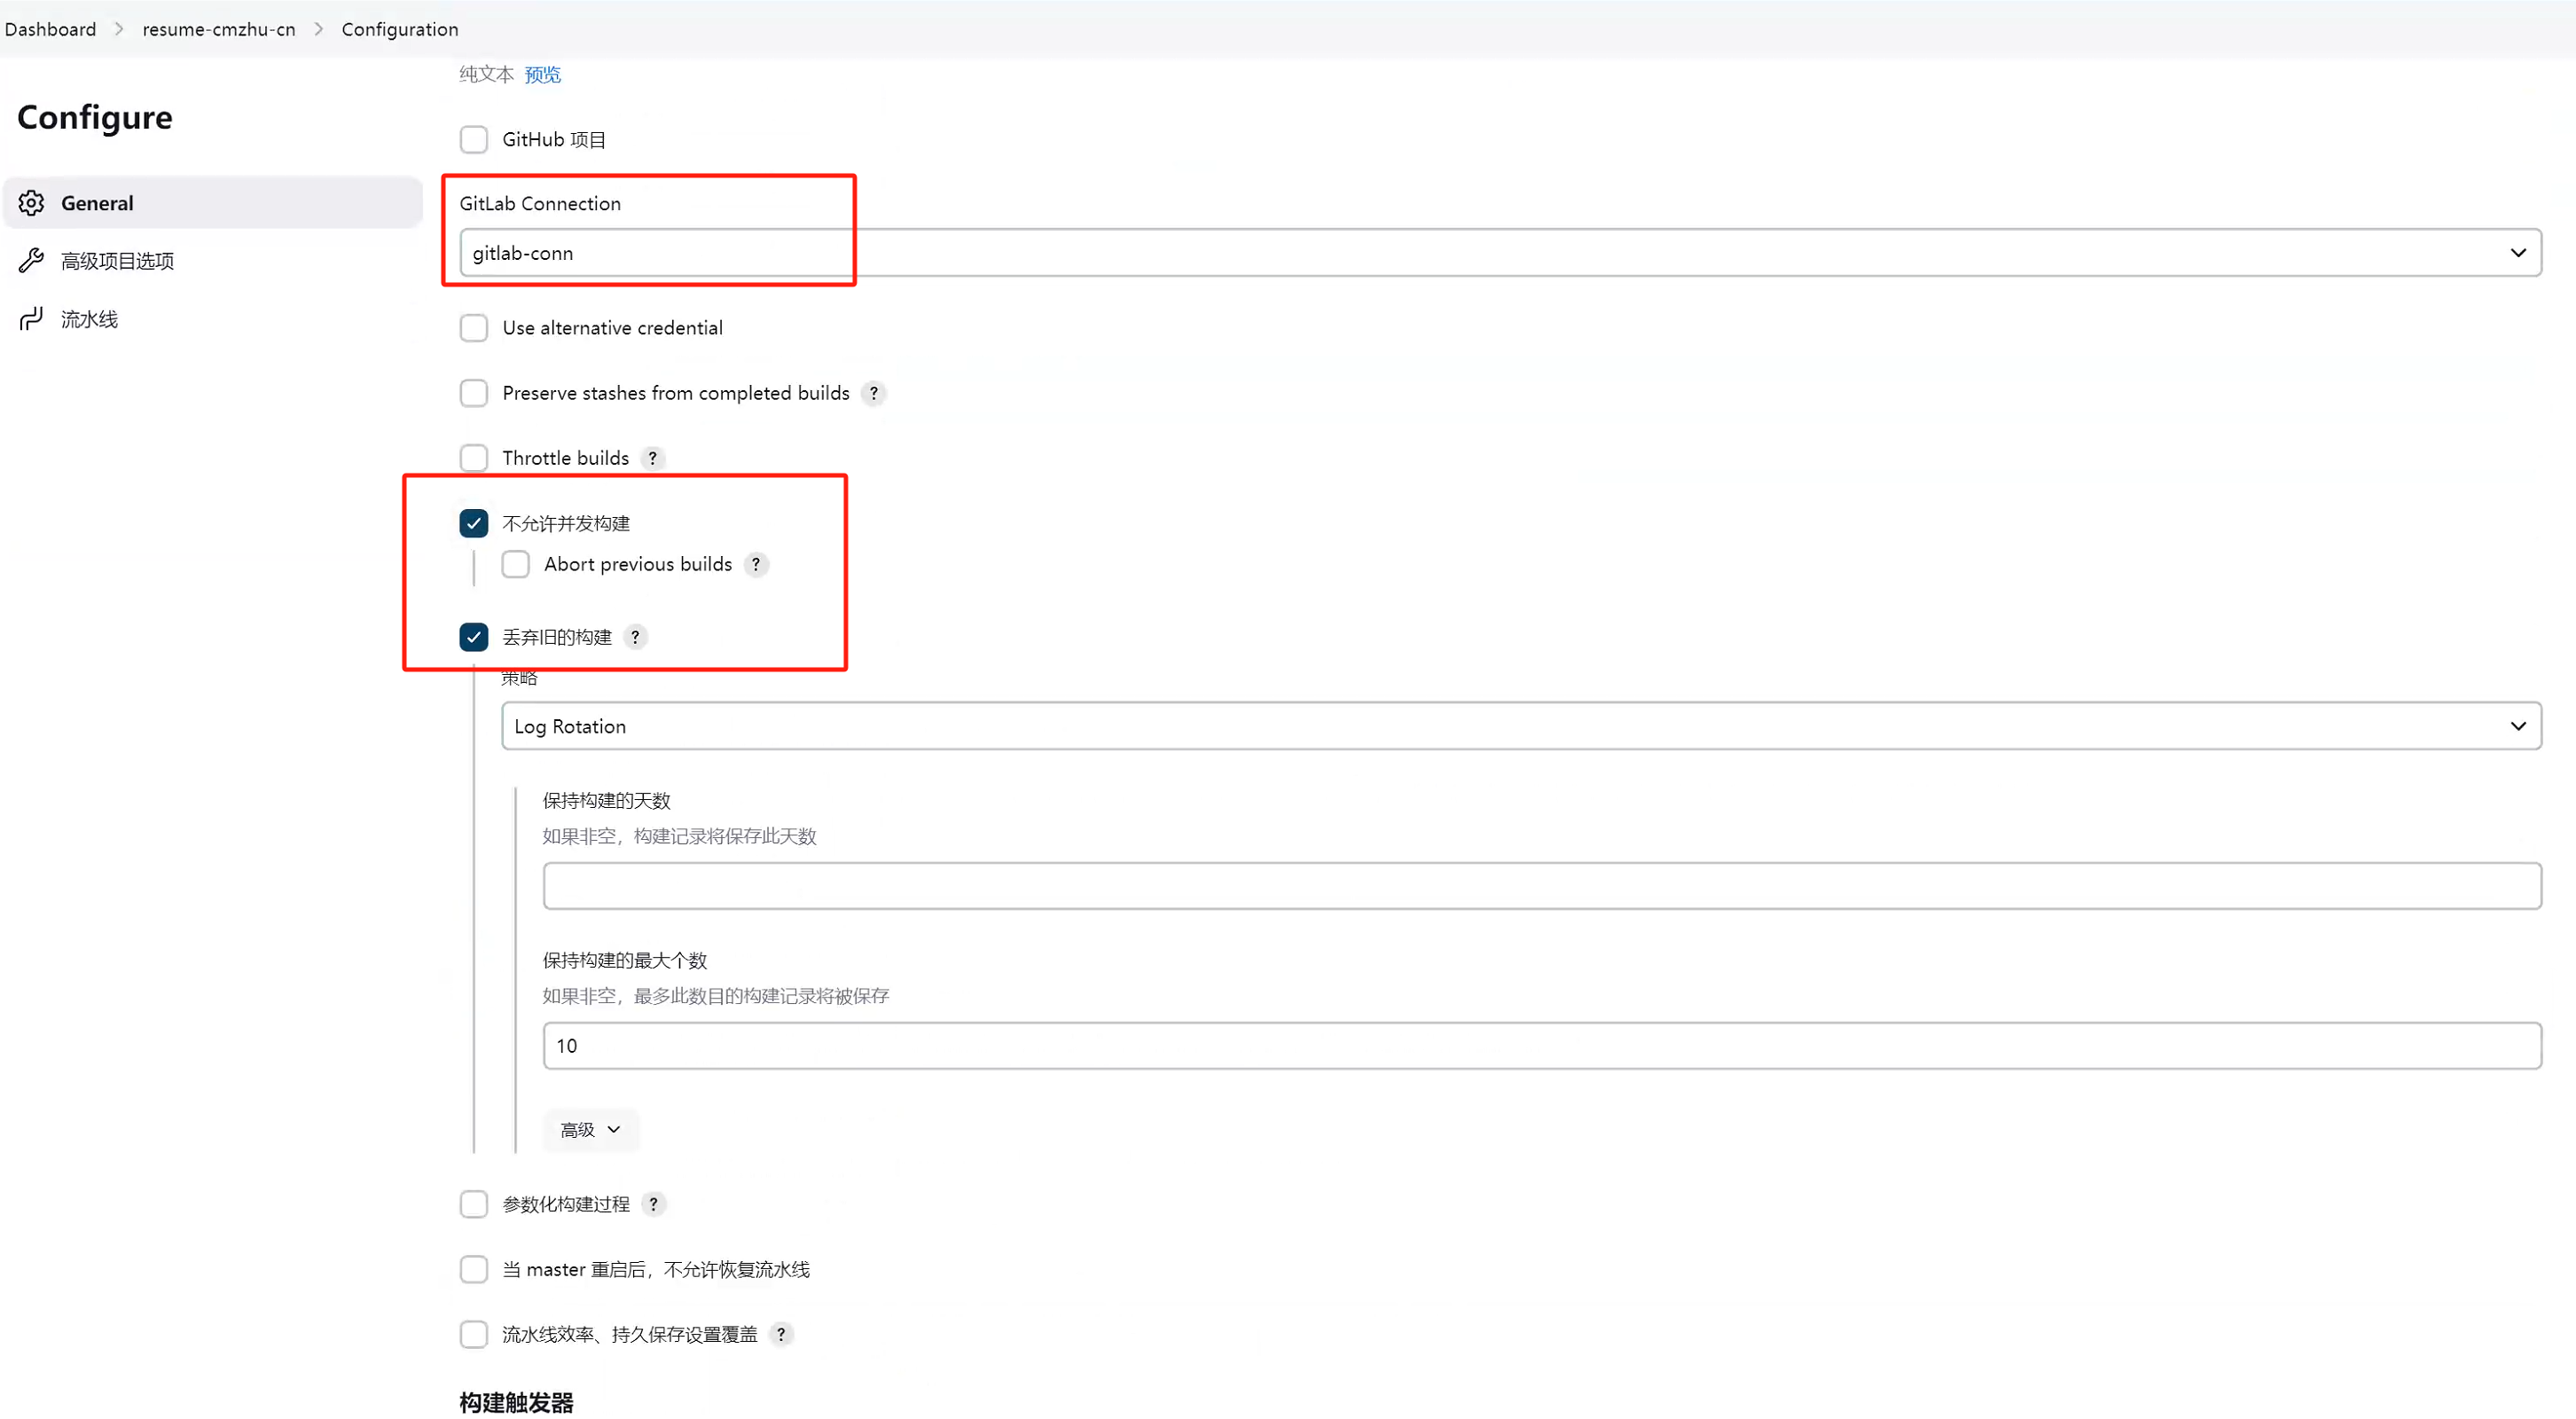 Dashboard > resume-cmzhu-cn > Configuration
纯文本 预览
Configure
General
高级项目选项
流水线
GitHub 项目
GitLab Connection
gitlab-conn
Use alternative credential
Preserve stashes from completed builds ?
Throttle builds ?
不允许并发构建
Abort previous builds ?
丢弃旧的构建 ?
策略
Log Rotation
保持构建的天数
如果非空，构建记录将保存此天数
保持构建的最大个数
如果非空，最多此数目的构建记录将被保存
10
高级
参数化构建过程 ?
当 master 重启后，不允许恢复流水线
流水线效率、持久保存设置覆盖 ?
构建触发器